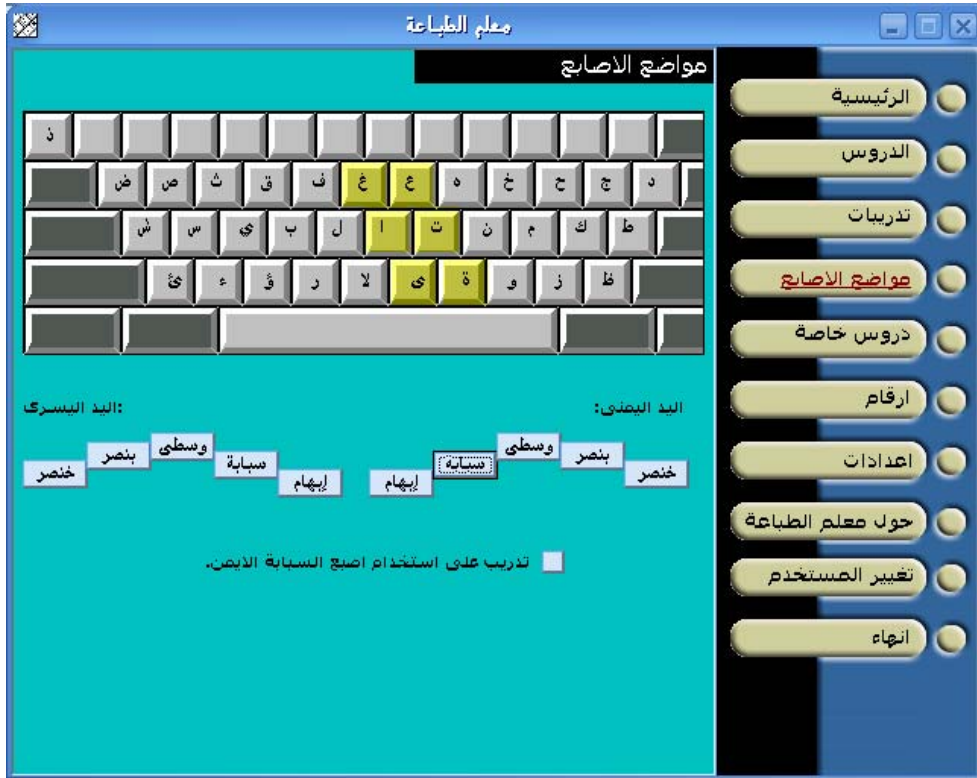 معلم الطباعة
مواضع الاصابع
الرئيسية
الدروس
تدريبات
مواضع الاصابع
دروس خاصة
ارقام
اعدادات
حول معلم الطباعة
تغيير المستخدم
انهاء
ذ
ض ص ث ق ف غ ع ه خ ح ج د
ش س ي ب ل ا ت ن م ك ط
ئ ء ؤ ر لا ى ة و ز ظ
اليد اليمنى:
خنصر بنصر وسطى سبابة إبهام
اليد اليسرى:
إبهام سبابة وسطى بنصر خنصر
تدريب على استخدام اصبع السبابة الايمن.